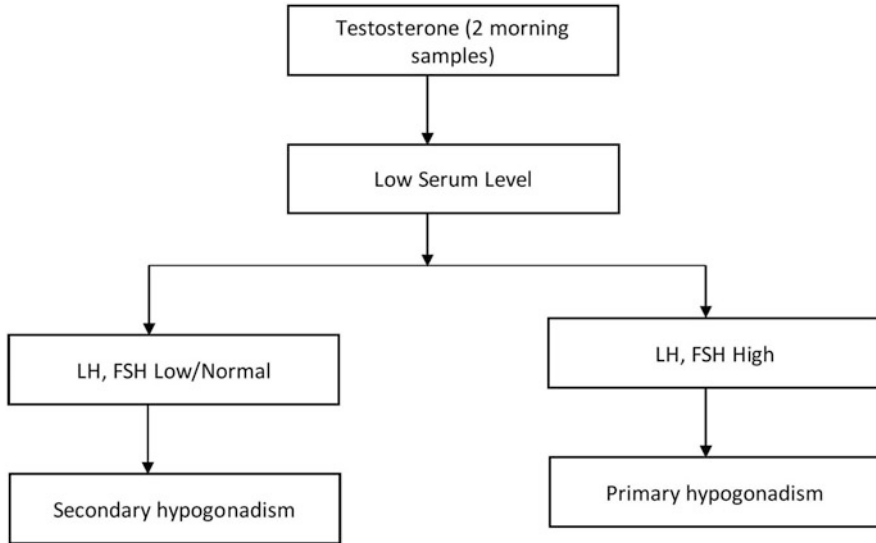 Testosterone (2 morning
samples)
Low Serum Level
LH, FSH Low/Normal
LH, FSH High
Secondary hypogonadism
Primary hypogonadism